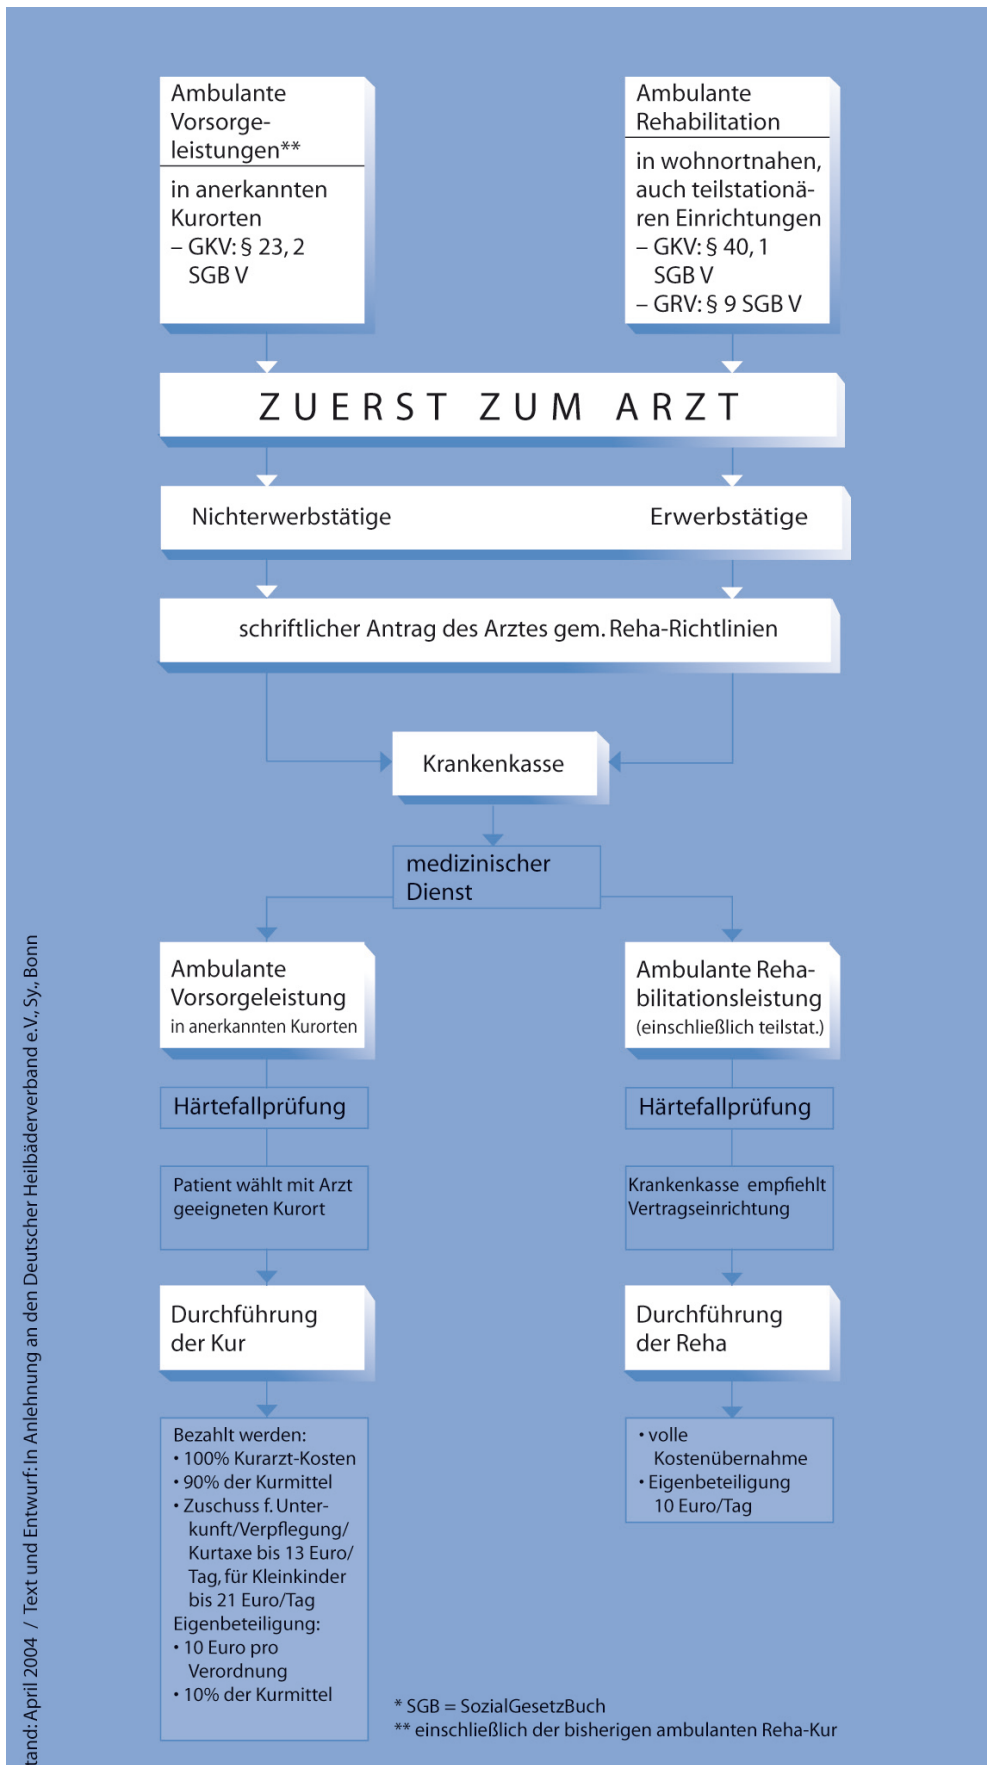 Ambulante
Vorsorge-
leistungen**
in anerkannten
Kurorten
– GKV: § 23, 2
SGB V
Ambulante
Rehabilitation
in wohnortnahen,
auch teilstationä-
ren Einrichtungen
– GKV: § 40, 1
SGB V
– GRV: § 9 SGB V
ZUERST ZUM ARZT
Nichterwerbstätige
Erwerbstätige
schriftlicher Antrag des Arztes gem. Reha-Richtlinien
Krankenkasse
medizinischer
Dienst
Ambulante
Vorsorgeleistung
in anerkannten Kurorten
Härtefallprüfung
Patient wählt mit Arzt
geeigneten Kurort
Durchführung
der Kur
Bezahlt werden:
• 100% Kurarzt-Kosten
• 90% der Kurmittel
• Zuschuss f. Unter-
kunft/Verpflegung/
Kurtaxe bis 13 Euro/
Tag, für Kleinkinder
bis 21 Euro/Tag
Eigenbeteiligung:
• 10 Euro pro
Verordnung
• 10% der Kurmittel
Ambulante Reha-
bilitationsleistung
(einschließlich teilstat.)
Härtefallprüfung
Krankenkasse empfiehlt
Vertragseinrichtung
Durchführung
der Reha
• volle
Kostenübernahme
• Eigenbeteiligung
10 Euro/Tag
* SGB = SozialGesetzBuch
** einschließlich der bisherigen ambulanten Reha-Kur
tand: April 2004 / Text und Entwurf: In Anlehnung an den Deutscher Heilbäderverband e.V., Sy., Bonn